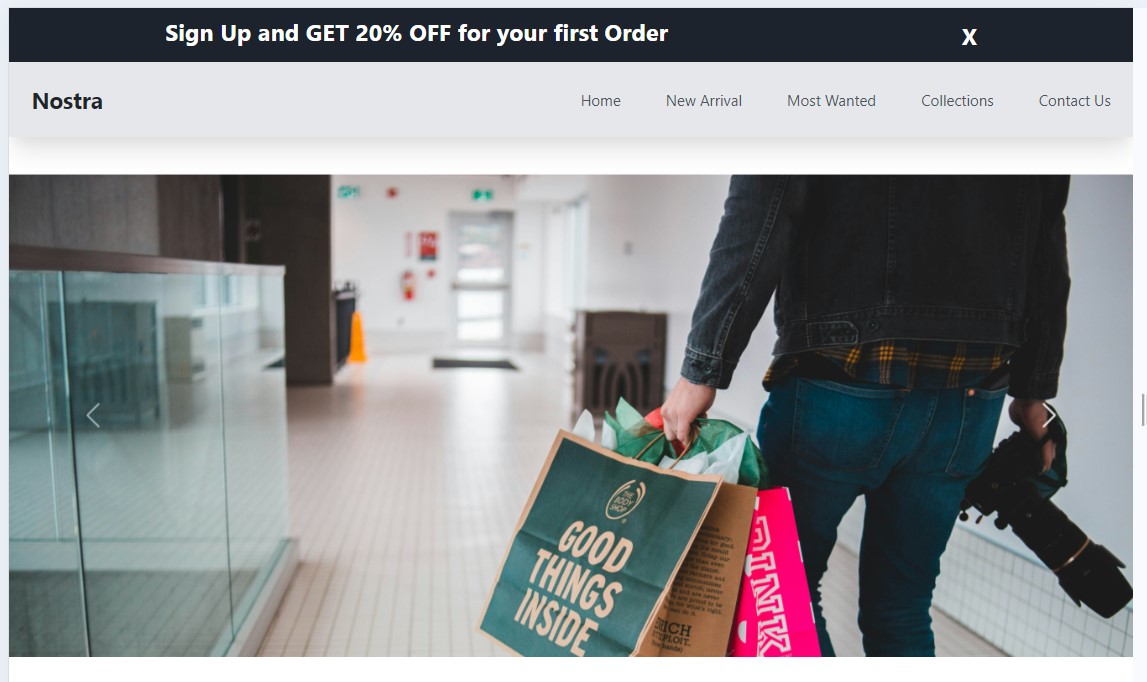 Sign Up and GET 20% OFF for your first Order
X
Nostra
Home
New Arrival
Most Wanted
Collections
Contact Us
THE
BODY
SHOP
GOOD
THINGS
INSIDE
PINK